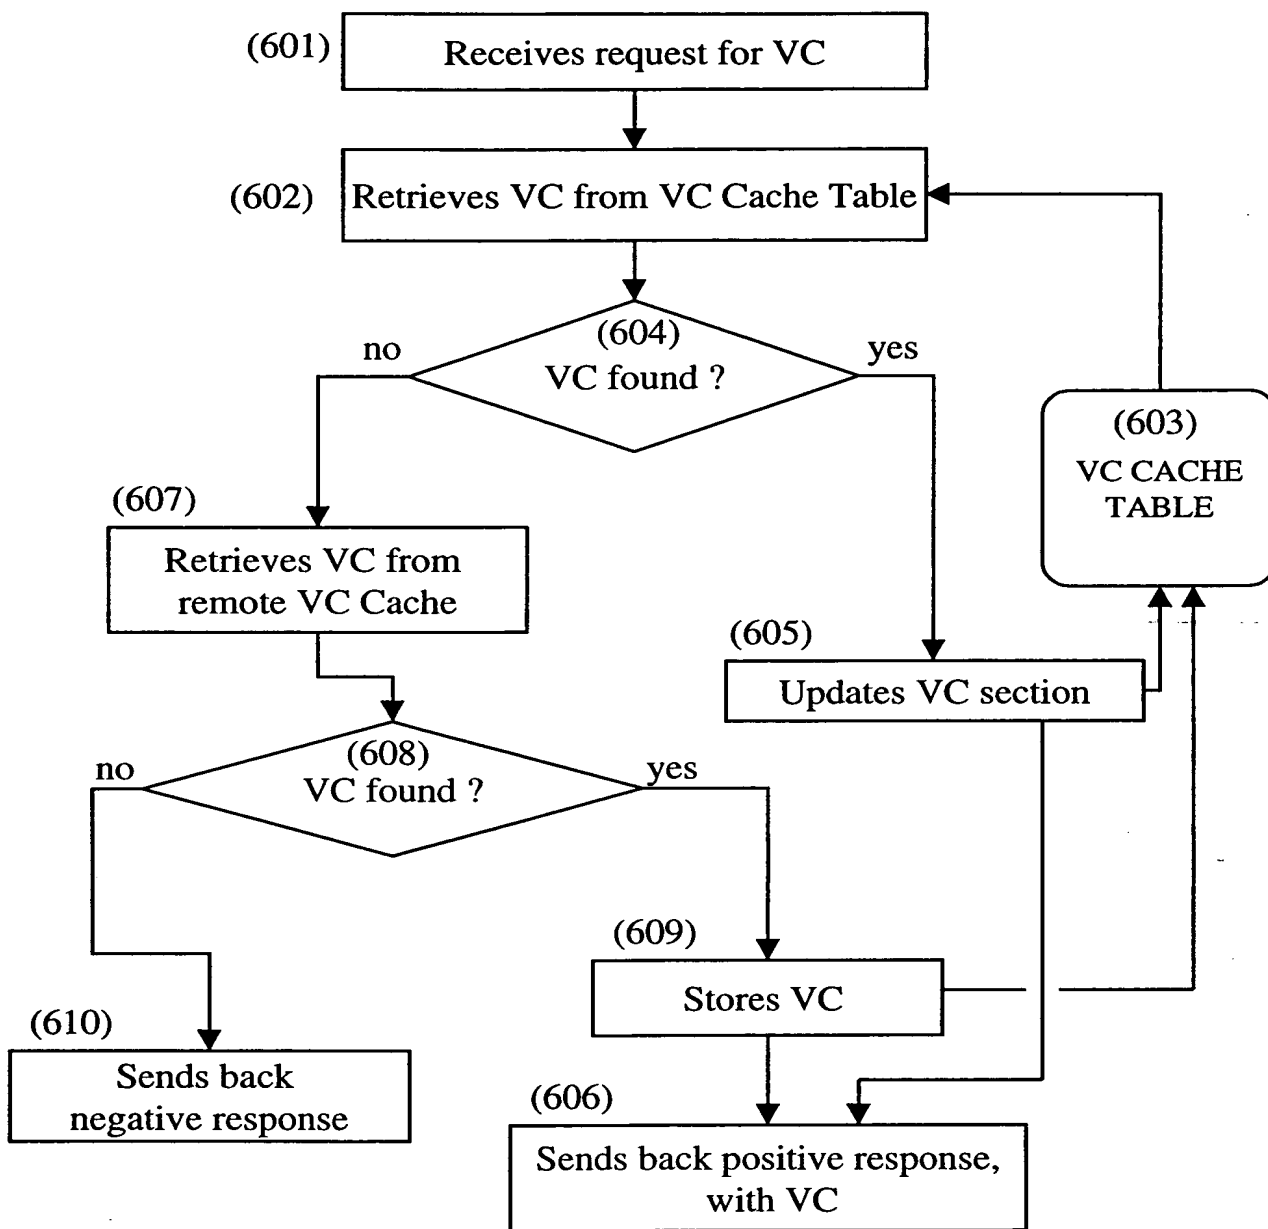 (601)
Receives request for VC
(602)
Retrieves VC from VC Cache Table
(604)
no
yes
VC found ?
(603)
VC CACHE
TABLE
(607)
Retrieves VC from
remote VC Cache
(605)
Updates VC section
(608)
no
yes
VC found ?
(609)
Stores VC
(610)
Sends back
negative response
(606)
Sends back positive response,
with VC